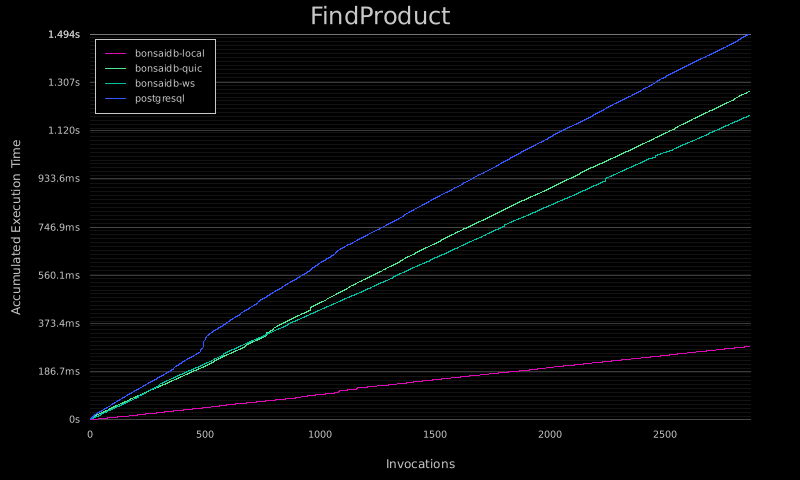 FindProduct
1.494s
1.307s
1.120s
933.6ms
746.9ms
560.1ms
373.4ms
186.7ms
0s
Accumulated Execution Time
bonsaidb-local
bonsaidb-quic
bonsaidb-ws
postgresql
0 500 1000 1500 2000 2500
Invocations